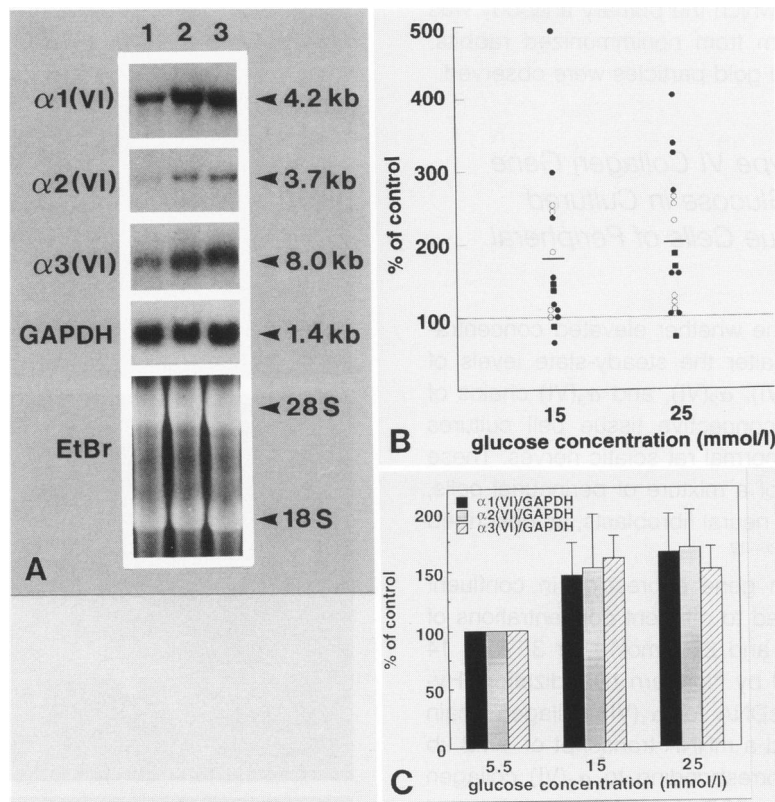 1 2 3
α1(VI) 4.2 kb
α2(VI) 3.7 kb
α3(VI) 8.0 kb
GAPDH 1.4 kb
28 S
EtBr
18 S
A
500
400
300
200
100
% of control
15 25
glucose concentration (mmol/l)
B
α1(VI)/GAPDH
α2(VI)/GAPDH
α3(VI)/GAPDH
200
150
100
50
0
% of control
5.5 15 25
glucose concentration (mmol/l)
C